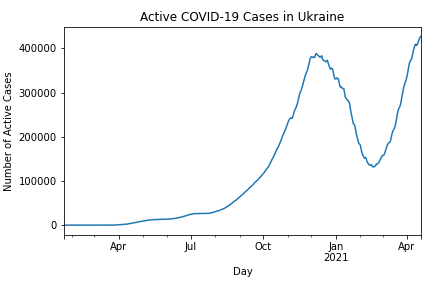 Active COVID-19 Cases in Ukraine
Number of Active Cases
400000
300000
200000
100000
0
Apr
Jul
Oct
Jan
2021
Apr
Day